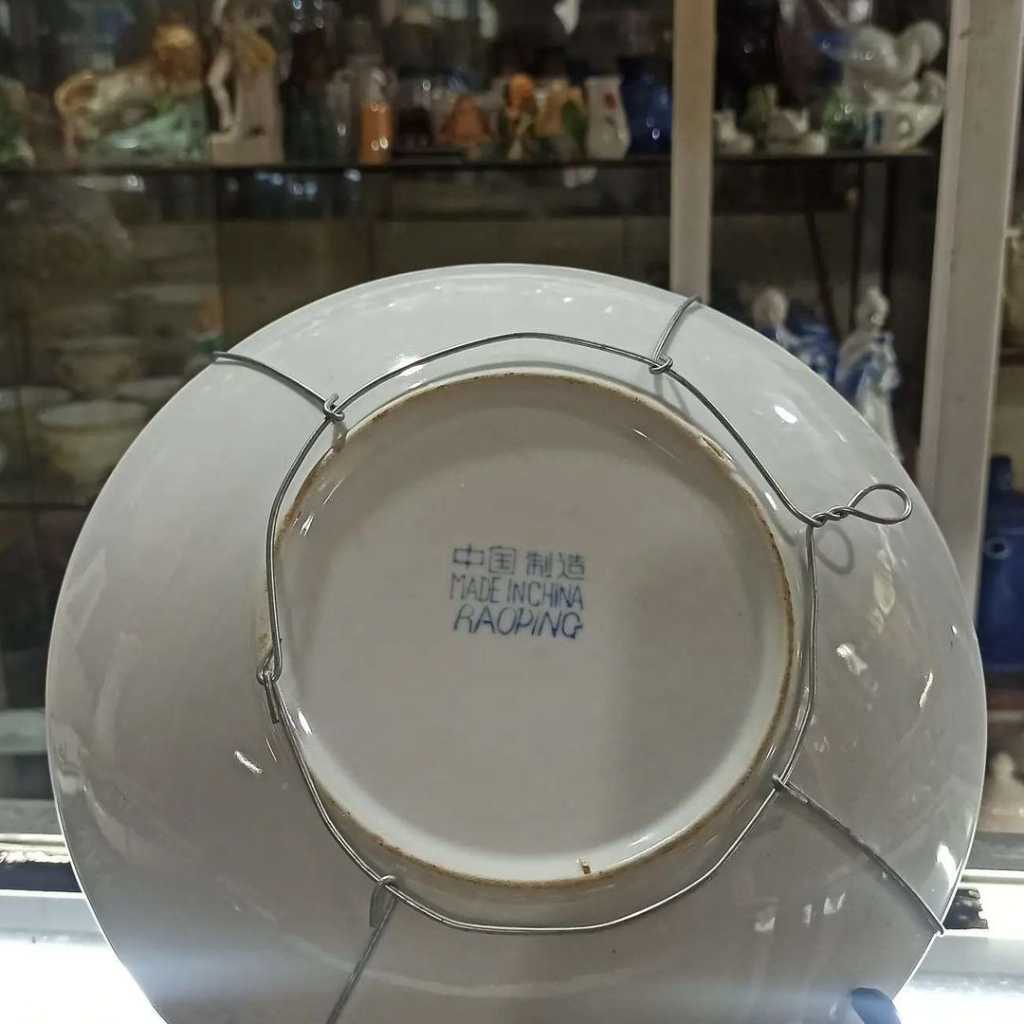 中国制造
MADE IN CHINA
RAOPING